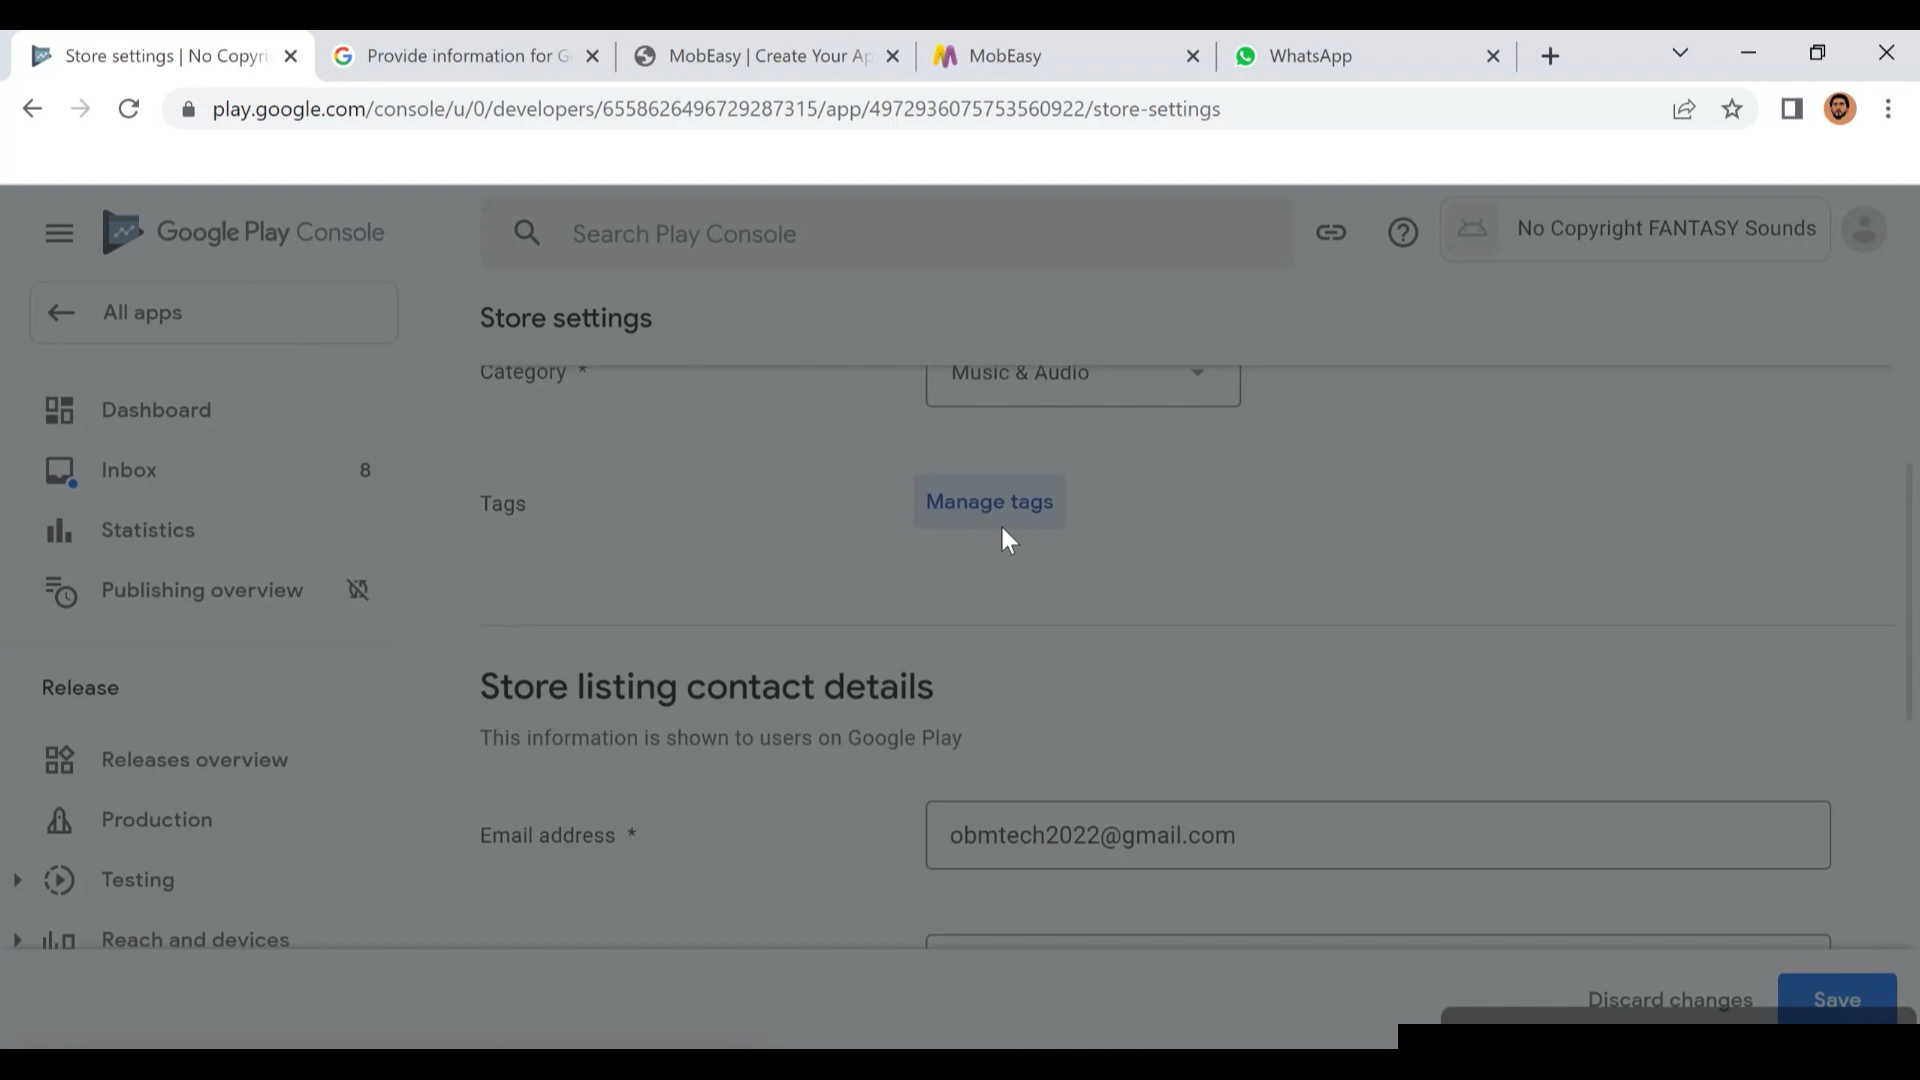 Store settings | No Copyri
Provide information for G
MobEasy | Create Your Ap
MobEasy
WhatsApp
play.google.com/console/u/0/developers/6558626496729287315/app/4972936075753560922/store-settings
Google Play Console
Search Play Console
No Copyright FANTASY Sounds
All apps
Store settings
Category *
Music & Audio
Dashboard
Inbox 8
Tags
Manage tags
Statistics
Publishing overview
Release
Store listing contact details
This information is shown to users on Google Play
Releases overview
Production
Email address *
obmtech2022@gmail.com
Testing
Reach and devices
Discard changes
Save